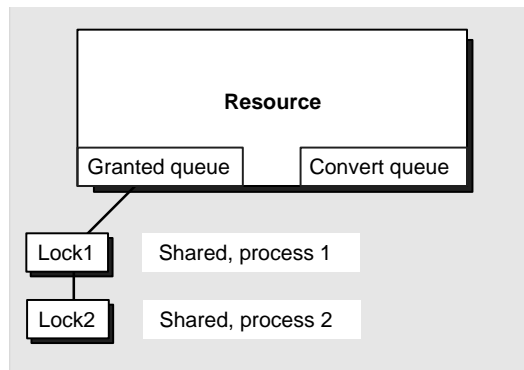 Resource
Granted queue
Convert queue
Lock1
Shared, process 1
Lock2
Shared, process 2